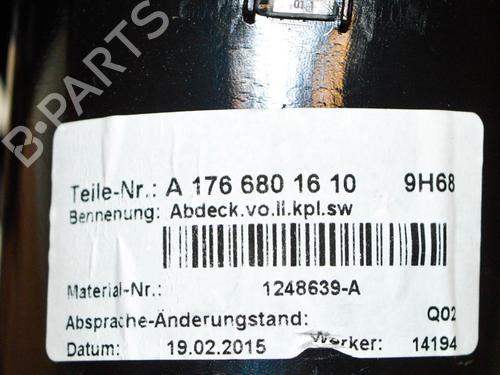 B-PARTS
Teile-Nr.: A 176 680 16 10 9H68
Bennenung: Abdeck.vo.li.kpl.sw
Material-Nr.: 1248639-A
Absprache-Änderungstand: Q02
Datum: 19.02.2015 Werker: 14194